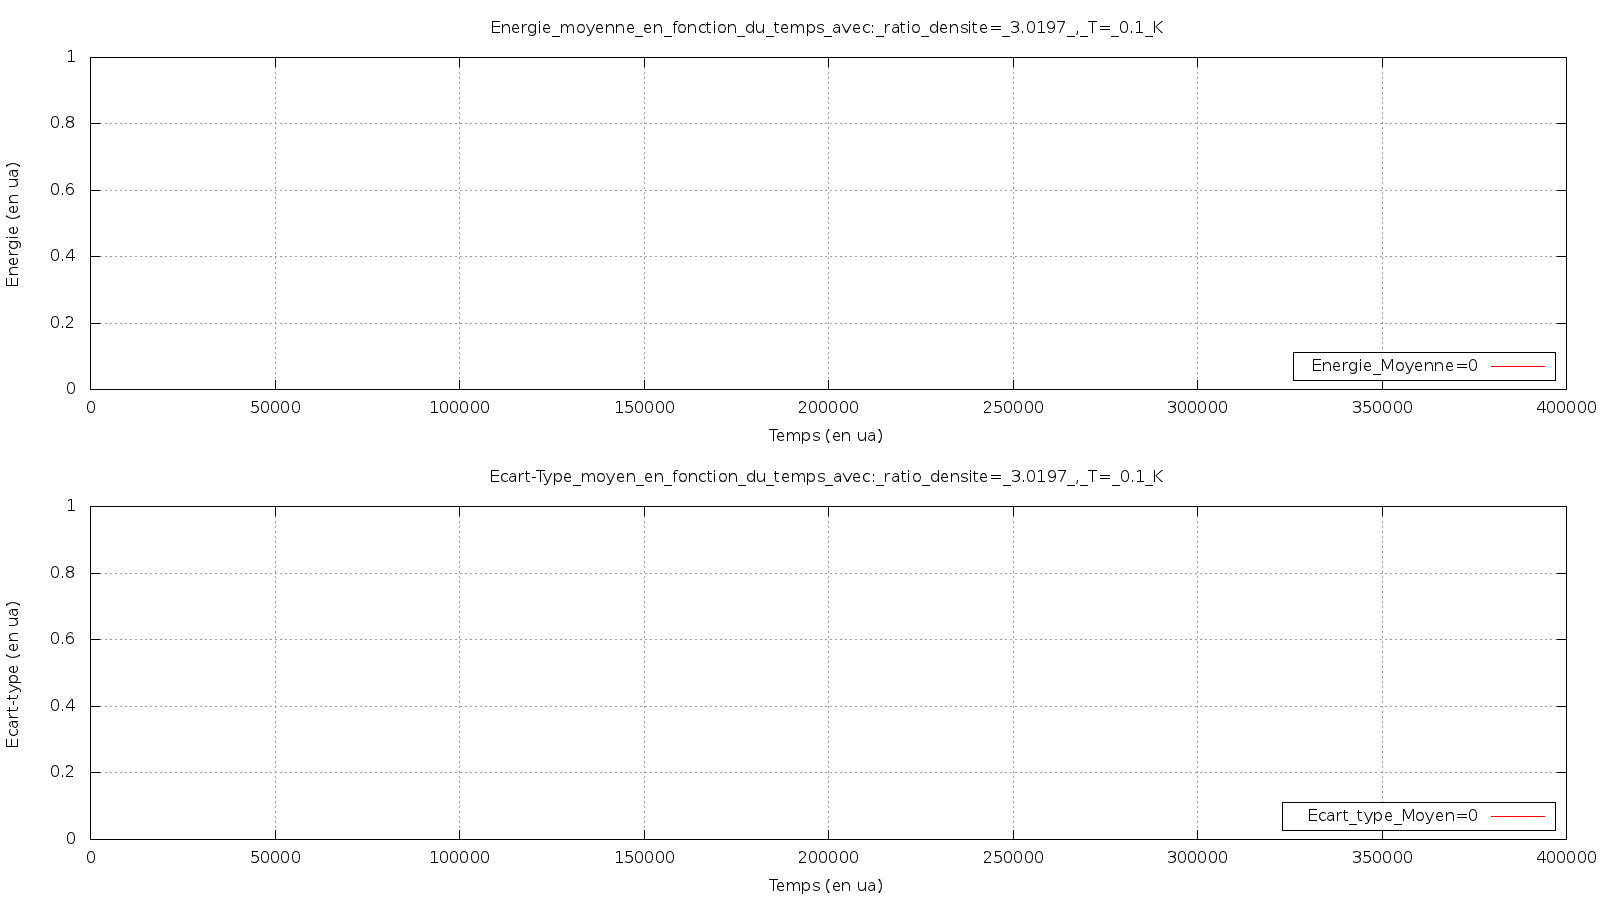 Energie_moyenne_en_fonction_du_temps_avec:_ratio_densite=_3.0197_,_T=_0.1_K
1
0.8
0.6
0.4
0.2
0
Energie (en ua)
Energie_Moyenne=0
0 50000 100000 150000 200000 250000 300000 350000 400000
Temps (en ua)
Ecart-Type_moyen_en_fonction_du_temps_avec:_ratio_densite=_3.0197_,_T=_0.1_K
1
0.8
0.6
0.4
0.2
0
Ecart-type (en ua)
Ecart_type_Moyen=0
0 50000 100000 150000 200000 250000 300000 350000 400000
Temps (en ua)